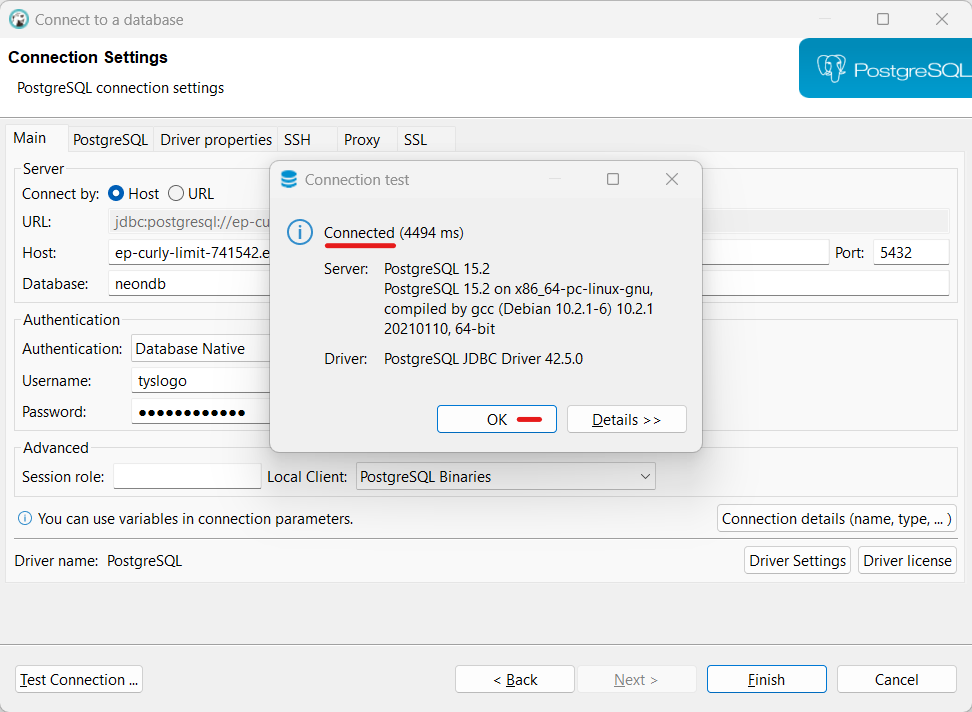 Connect to a database
Connection Settings
PostgreSQL connection settings
PostgreSQL
Main PostgreSQL Driver properties SSH Proxy SSL
Server
Connect by: Host URL
URL: jdbc:postgresql://ep-cu
Host: ep-curly-limit-741542.e Port: 5432
Database: neondb
Authentication
Authentication: Database Native
Username: tyslogo
Password: ●●●●●●●●●●●●
Connection test
Connected (4494 ms)
Server: PostgreSQL 15.2
PostgreSQL 15.2 on x86_64-pc-linux-gnu,
compiled by gcc (Debian 10.2.1-6) 10.2.1
20210110, 64-bit
Driver: PostgreSQL JDBC Driver 42.5.0
OK Details >>
Advanced
Session role: Local Client: PostgreSQL Binaries
You can use variables in connection parameters. Connection details (name, type, ... )
Driver name: PostgreSQL Driver Settings Driver license
Test Connection ... < Back Next > Finish Cancel